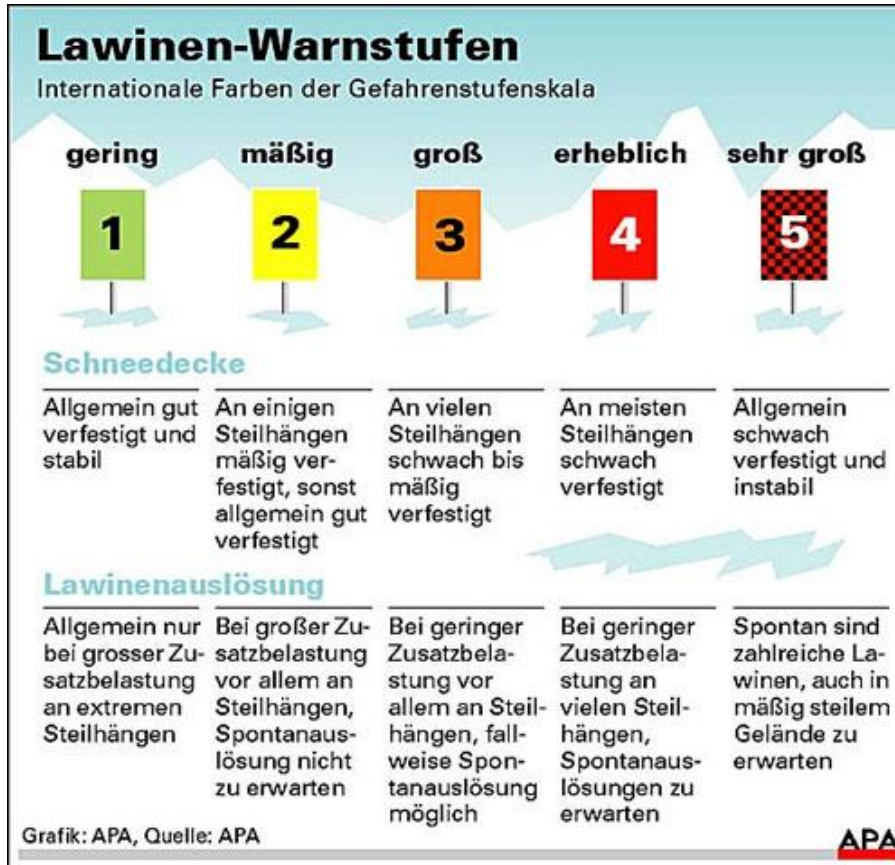 Lawinen-Warnstufen
Internationale Farben der Gefahrenstufenskala
gering mäßig groß erheblich sehr groß
1 2 3 4 5
Schneedecke
Allgemein gut
verfestigt und
stabil
An einigen
Steilhängen
mäßig ver-
festigt, sonst
allgemein gut
verfestigt
An vielen
Steilhängen
schwach bis
mäßig
verfestigt
An meisten
Steilhängen
schwach
verfestigt
Allgemein
schwach
verfestigt und
instabil
Lawinenauslösung
Allgemein nur
bei grosser Zu-
satzbelastung
an extremen
Steilhängen
Bei großer Zu-
satzbelastung
vor allem an
Steilhängen,
Spontanaus-
lösung nicht
zu erwarten
Bei geringer
Zusatzbela-
stung vor
allem an Steil-
hängen, fall-
weise Spon-
tanauslösung
möglich
Bei geringer
Zusatzbela-
stung an
vielen Steil-
hängen,
Spontanaus-
lösungen zu
erwarten
Spontan sind
zahlreiche La-
winen, auch in
mäßig steilem
Gelände zu
erwarten
Grafik: APA, Quelle: APA
APA